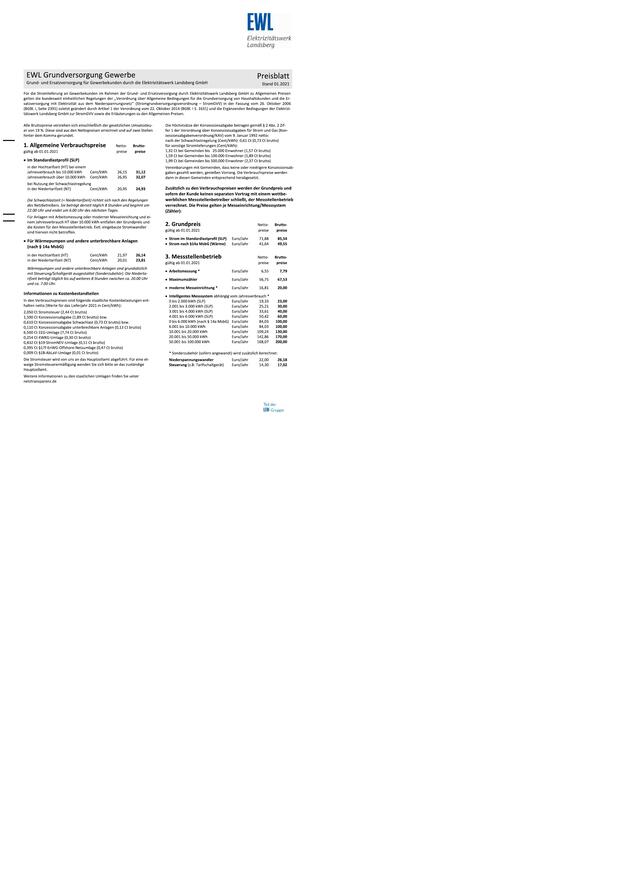 EWL
Elektrizitätswerk
Landsberg
EWL Grundversorgung Gewerbe
Preisblatt
Grund- und Ersatzversorgung für Gewerbekunden durch die Elektrizitätswerk Landsberg GmbH
Stand 01.2021
Für die Stromlieferung an Gewerbekunden im Rahmen der Grund- und Ersatzversorgung durch Elektrizitätswerk Landsberg GmbH zu Allgemeinen Preisen
gelten die bundesweit einheitlichen Regelungen der „Verordnung über Allgemeine Bedingungen für die Grundversorgung von Haushaltskunden und die Er-
satzversorgung mit Elektrizität aus dem Niederspannungsnetz" (Stromgrundversorgungsverordnung – StromGVV) in der Fassung vom 26. Oktober 2006
(BGBl. I, Seite 2391) zuletzt geändert durch Artikel 1 der Verordnung vom 22. Oktober 2014 (BGBl. I S. 1631) und die Ergänzenden Bedingungen der Elektrizi-
tätswerk Landsberg GmbH zur StromGVV sowie die Erläuterungen zu den Allgemeinen Preisen.
Alle Bruttopreise verstehen sich einschließlich der gesetzlichen Umsatzsteu-
er von 19 %. Diese sind aus den Nettopreisen errechnet und auf zwei Stellen
hinter dem Komma gerundet.
1. Allgemeine Verbrauchspreise Netto- Brutto-
gültig ab 01.01.2021 preise preise
• im Standardlastprofil (SLP)
in der Hochtarifzeit (HT) bei einem
Jahresverbrauch bis 10.000 kWh Cent/kWh 26,15 31,12
Jahresverbrauch über 10.000 kWh Cent/kWh 26,95 32,07
bei Nutzung der Schwachlastregelung
in der Niedertarifzeit (NT) Cent/kWh 20,95 24,93
Die Schwachlastzeit (= Niedertarifzeit) richtet sich nach den Regelungen
des Netzbetreibers. Sie beträgt derzeit täglich 8 Stunden und beginnt um
22.00 Uhr und endet um 6.00 Uhr des nächsten Tages.
Für Anlagen mit Arbeitsmessung oder moderner Messeinrichtung und ei-
nem Jahresverbrauch HT über 10.000 kWh entfallen der Grundpreis und
die Kosten für den Messstellenbetrieb. Evtl. eingebaute Stromwandler
sind hiervon nicht betroffen.
• Für Wärmepumpen und andere unterbrechbare Anlagen
(nach § 14a MsbG)
in der Hochtarifzeit (HT) Cent/kWh 21,97 26,14
in der Niedertarifzeit (NT) Cent/kWh 20,01 23,81
Wärmepumpen und andere unterbrechbare Anlagen sind grundsätzlich
mit Steuerung/Schaltgerät ausgestattet (Sonderzubehör). Die Niederta-
rifzeit beträgt täglich bis auf weiteres 8 Stunden zwischen ca. 20.00 Uhr
und ca. 7.00 Uhr.
Informationen zu Kostenbestandteilen
In den Verbrauchspreisen sind folgende staatliche Kostenbelastungen ent-
halten netto (Werte für das Lieferjahr 2021 in Cent/kWh):
2,050 Ct Stromsteuer (2,44 Ct brutto)
1,590 Ct Konzessionsabgabe (1,89 Ct brutto) bzw.
0,610 Ct Konzessionsabgabe Schwachlast (0,73 Ct brutto) bzw.
0,110 Ct Konzessionsabgabe unterbrechbare Anlagen (0,13 Ct brutto)
6,500 Ct EEG-Umlage (7,74 Ct brutto)
0,254 Ct KWKG-Umlage (0,30 Ct brutto)
0,432 Ct §19-StromNEV-Umlage (0,51 Ct brutto)
0,395 Ct §17f-EnWG-Offshore-Netzumlage (0,47 Ct brutto)
0,009 Ct §18-AbLaV-Umlage (0,01 Ct brutto)
Die Stromsteuer wird von uns an das Hauptzollamt abgeführt. Für eine et-
waige Stromsteuerermäßigung wenden Sie sich bitte an das zuständige
Hauptzollamt.
Weitere Informationen zu den staatlichen Umlagen finden Sie unter
netztransparenz.de
Die Höchstsätze der Konzessionsabgabe betragen gemäß § 2 Abs. 2 Zif-
fer 1 der Verordnung über Konzessionsabgaben für Strom und Gas (Kon-
zessionsabgabenverordnung/KAV) vom 9. Januar 1992 netto:
nach der Schwachlastregelung (Cent/kWh): 0,61 Ct (0,73 Ct brutto)
für sonstige Stromlieferungen (Cent/kWh):
1,32 Ct bei Gemeinden bis 25.000 Einwohner (1,57 Ct brutto)
1,59 Ct bei Gemeinden bis 100.000 Einwohner (1,89 Ct brutto)
1,99 Ct bei Gemeinden bis 500.000 Einwohner (2,37 Ct brutto)
Vereinbarungen mit Gemeinden, dass keine oder niedrigere Konzessionsab-
gaben gezahlt werden, genießen Vorrang. Die Verbrauchspreise werden
dann in diesen Gemeinden entsprechend herabgesetzt.
Zusätzlich zu den Verbrauchspreisen werden der Grundpreis und
sofern der Kunde keinen separaten Vertrag mit einem wettbe-
werblichen Messstellenbetreiber schließt, der Messstellenbetrieb
verrechnet. Die Preise gelten je Messeinrichtung/Messsystem
(Zähler):
2. Grundpreis Netto- Brutto-
gültig ab 01.01.2021 preise preise
• Strom im Standardlastprofil (SLP) Euro/Jahr 71,88 85,54
• Strom nach §14a MsbG (Wärme) Euro/Jahr 41,64 49,55
3. Messstellenbetrieb Netto- Brutto-
gültig ab 01.01.2021 preise preise
• Arbeitsmessung * Euro/Jahr 6,55 7,79
• Maximumzähler Euro/Jahr 56,75 67,53
• moderne Messeinrichtung * Euro/Jahr 16,81 20,00
• Intelligentes Messsystem abhängig vom Jahresverbrauch *
0 bis 2.000 kWh (SLP) Euro/Jahr 19,33 23,00
2.001 bis 3.000 kWh (SLP) Euro/Jahr 25,21 30,00
3.001 bis 4.000 kWh (SLP) Euro/Jahr 33,61 40,00
4.001 bis 6.000 kWh (SLP) Euro/Jahr 50,42 60,00
0 bis 6.000 kWh (nach § 14a MsbG) Euro/Jahr 84,03 100,00
6.001 bis 10.000 kWh Euro/Jahr 84,03 100,00
10.001 bis 20.000 kWh Euro/Jahr 109,24 130,00
20.001 bis 50.000 kWh Euro/Jahr 142,86 170,00
50.001 bis 100.000 kWh Euro/Jahr 168,07 200,00
* Sonderzubehör (sofern angewandt) wird zusätzlich berechnet:
Niederspannungswandler Euro/Jahr 22,00 26,18
Steuerung (z.B. Tarifschaltgerät) Euro/Jahr 14,30 17,02
Teil der
Gruppe